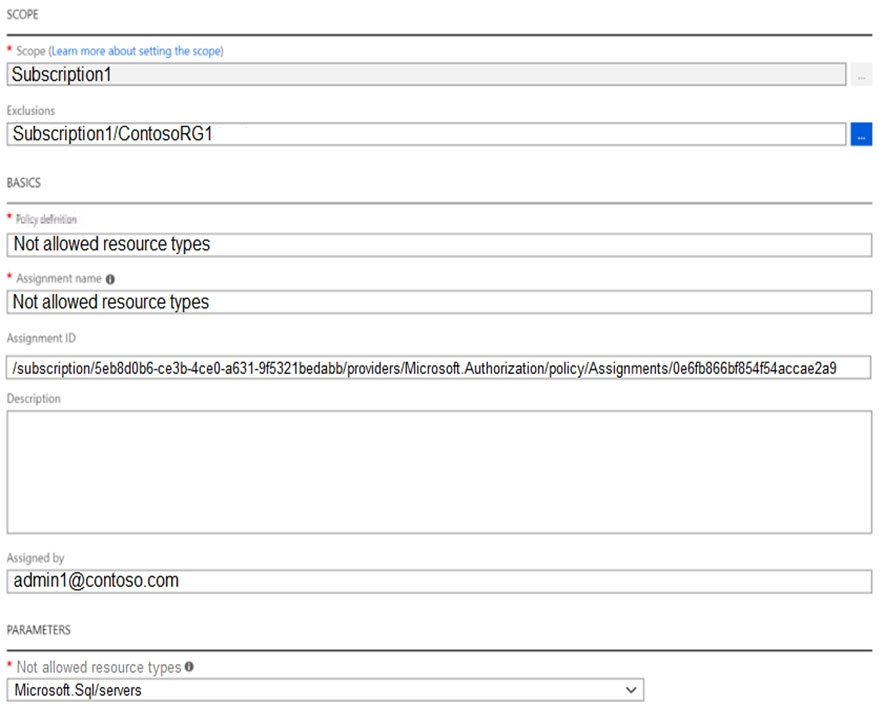 SCOPE
* Scope (Learn more about setting the scope)
Subscription1
...
Exclusions
Subscription1/ContosoRG1
...
BASICS
* Policy definition
Not allowed resource types
* Assignment name
Not allowed resource types
Assignment ID
/subscription/5eb8d0b6-ce3b-4ce0-a631-9f5321bedabb/providers/Microsoft.Authorization/policy/Assignments/0e6fb866bf854f54accae2a9
Description
Assigned by
admin1@contoso.com
PARAMETERS
* Not allowed resource types
Microsoft.Sql/servers